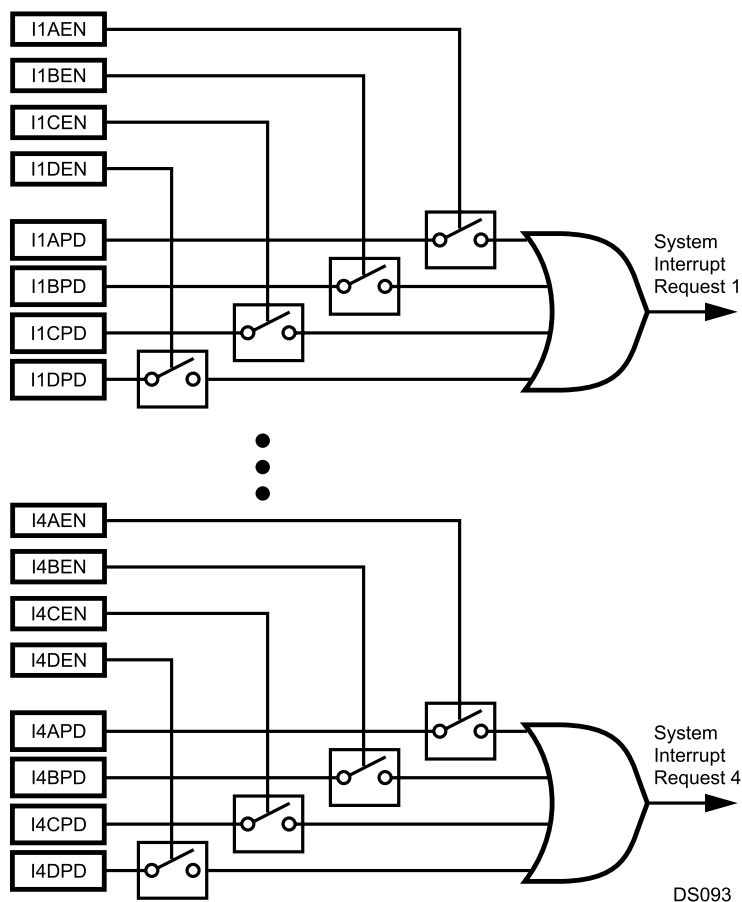 I1AEN
I1BEN
I1CEN
I1DEN
I1APD
I1BPD
I1CPD
I1DPD
System
Interrupt
Request 1
I4AEN
I4BEN
I4CEN
I4DEN
I4APD
I4BPD
I4CPD
I4DPD
System
Interrupt
Request 4
DS093